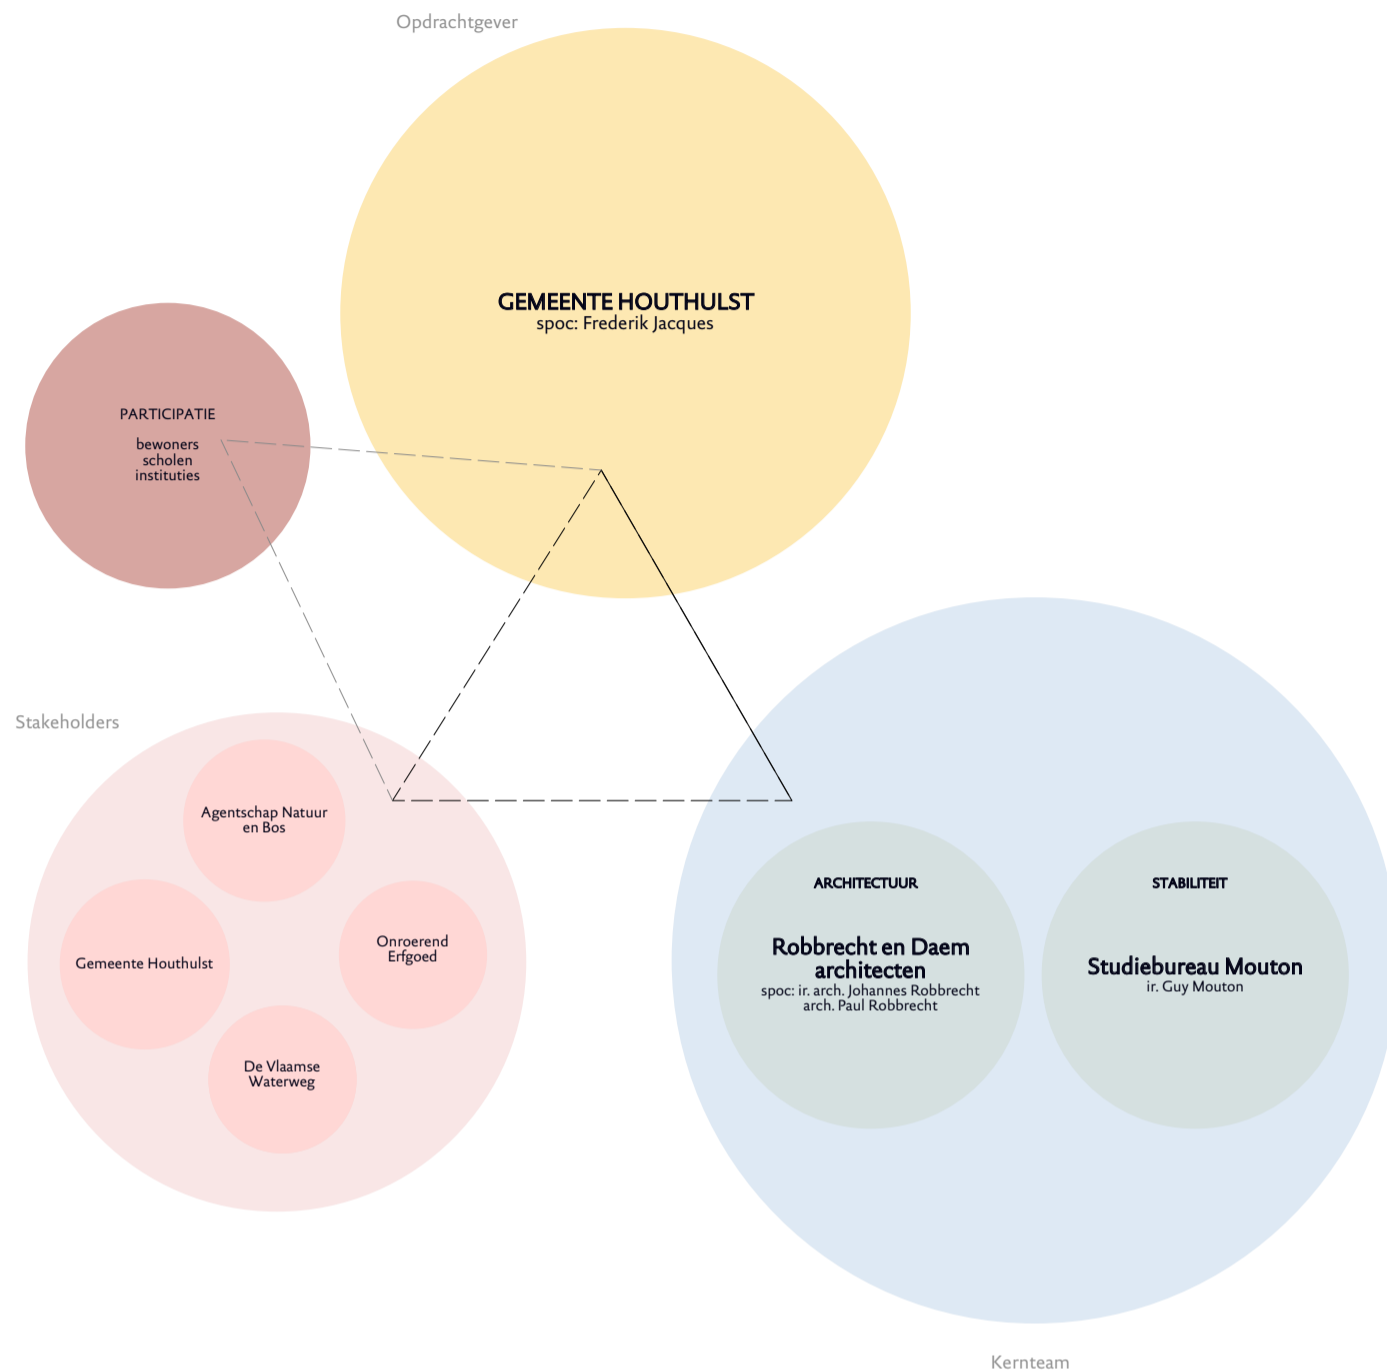 Opdrachtgever
GEMEENTE HOUTHULST
spoc: Frederik Jacques
PARTICIPATIE
bewoners
scholen
instituties
Stakeholders
Agentschap Natuur
en Bos
Gemeente Houthulst
Onroerend
Erfgoed
De Vlaamse
Waterweg
ARCHITECTUUR
Robbrecht en Daem
architecten
spoc: ir. arch. Johannes Robbrecht
arch. Paul Robbrecht
STABILITEIT
Studiebureau Mouton
ir. Guy Mouton
Kernteam